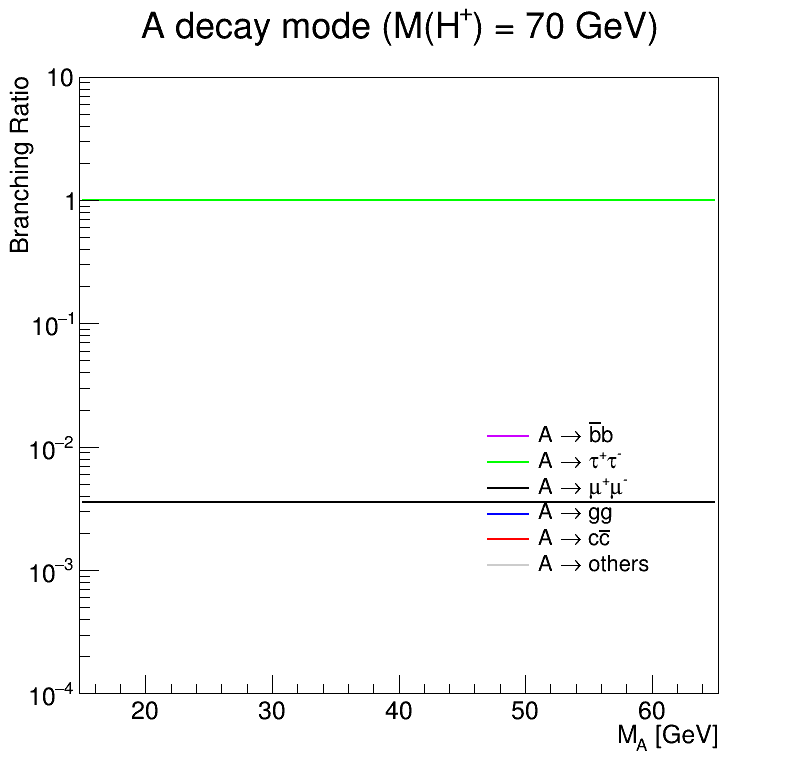 A decay mode (M(H⁺) = 70 GeV)
Branching Ratio
10
1
10⁻¹
10⁻²
10⁻³
10⁻⁴
A → b̅b
A → τ⁺τ⁻
A → μ⁺μ⁻
A → gg
A → cc̅
A → others
20 30 40 50 60
M_A [GeV]